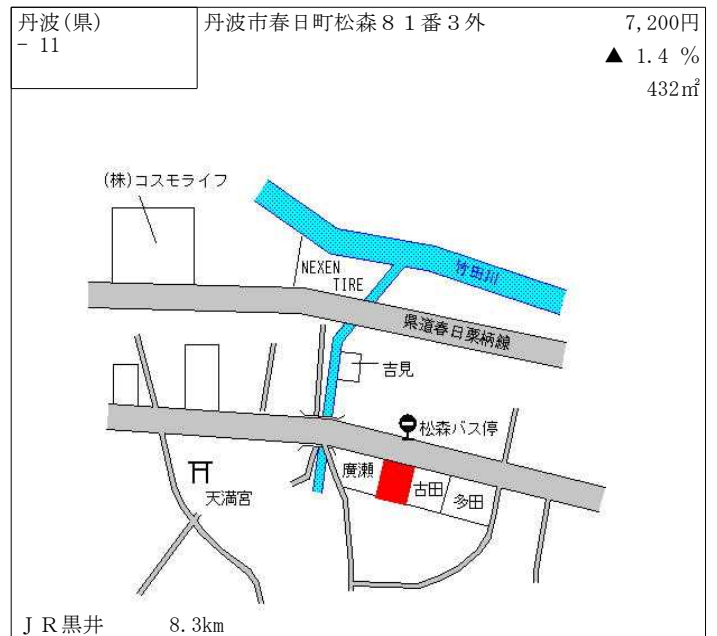 丹波(県)
- 11
丹波市春日町松森８１番３外
7,200円
▲ 1.4 %
432㎡
(株)コスモライフ
NEXEN
TIRE
竹田川
県道春日栗柄線
吉見
松森バス停
廣瀬
古田
多田
天満宮
ＪＲ黒井 8.3km